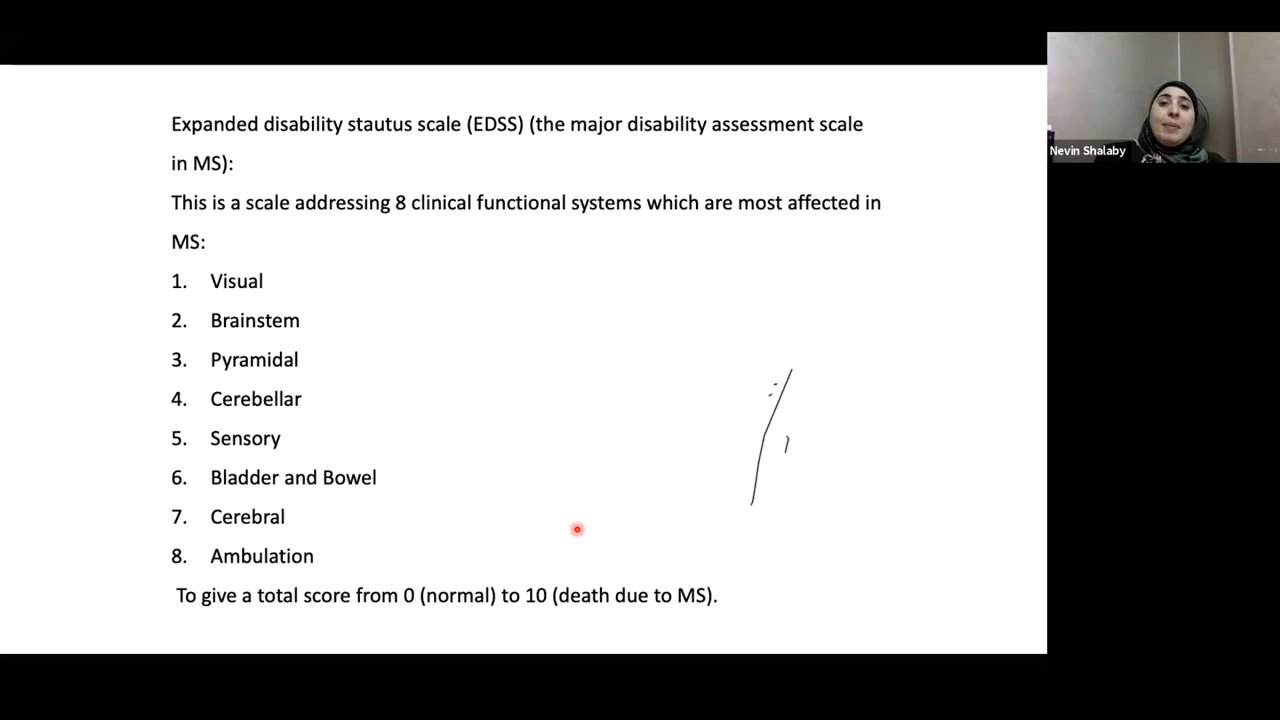 Expanded disability stautus scale (EDSS) (the major disability assessment scale
in MS):
This is a scale addressing 8 clinical functional systems which are most affected in
MS:
1. Visual
2. Brainstem
3. Pyramidal
4. Cerebellar
5. Sensory
6. Bladder and Bowel
7. Cerebral
8. Ambulation
To give a total score from 0 (normal) to 10 (death due to MS).
Nevin Shalaby